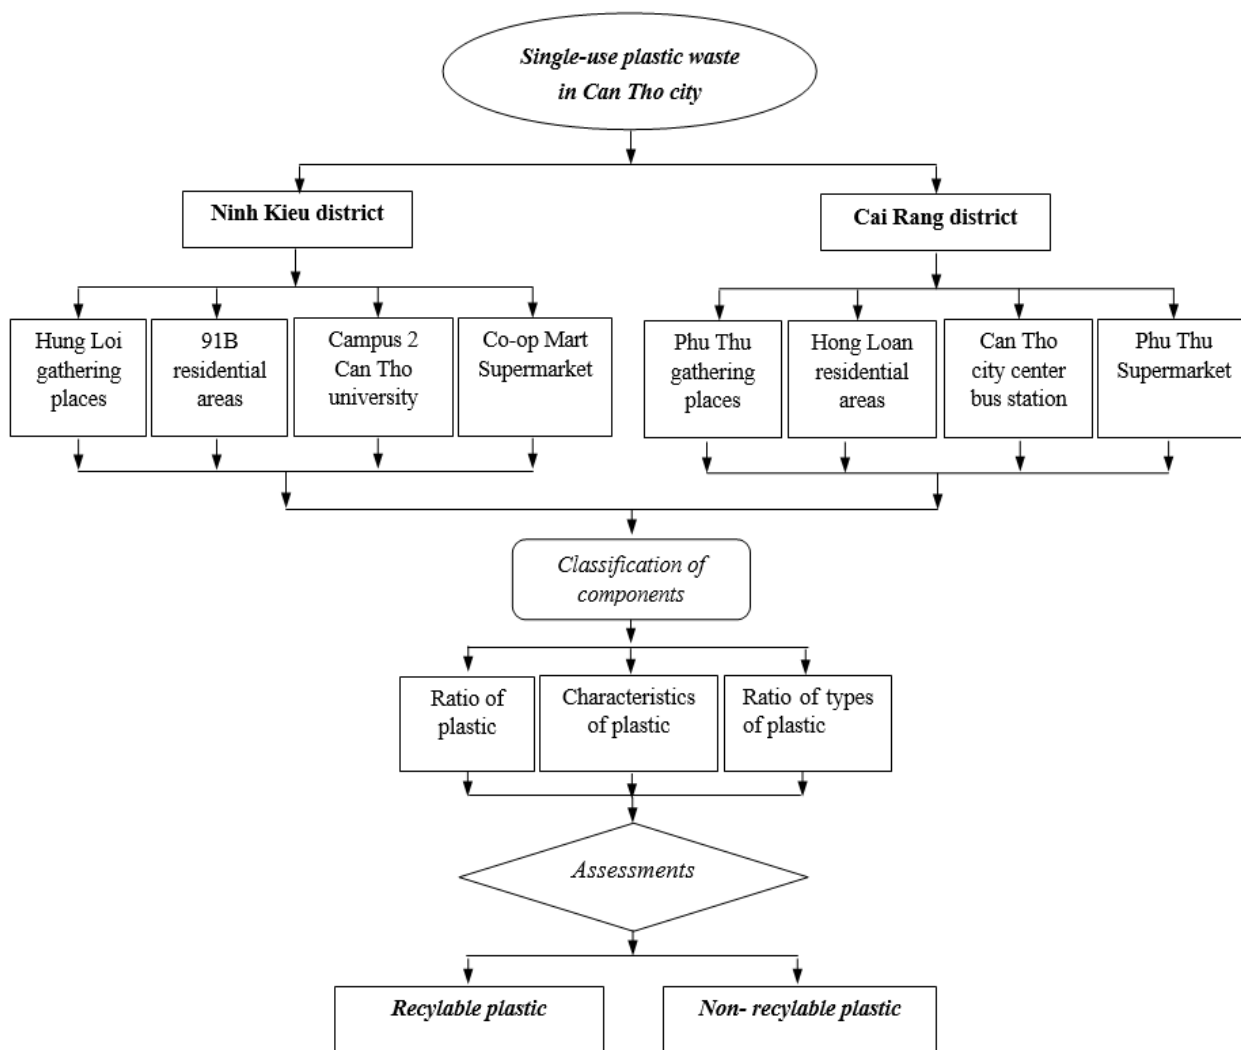 Single-use plastic waste
in Can Tho city
Ninh Kieu district
Cai Rang district
Hung Loi
gathering
places
91B
residential
areas
Campus 2
Can Tho
university
Co-op Mart
Supermarket
Phu Thu
gathering
places
Hong Loan
residential
areas
Can Tho
city center
bus station
Phu Thu
Supermarket
Classification of
components
Ratio of
plastic
Characteristics
of plastic
Ratio of types
of plastic
Assessments
Recylable plastic
Non- recylable plastic